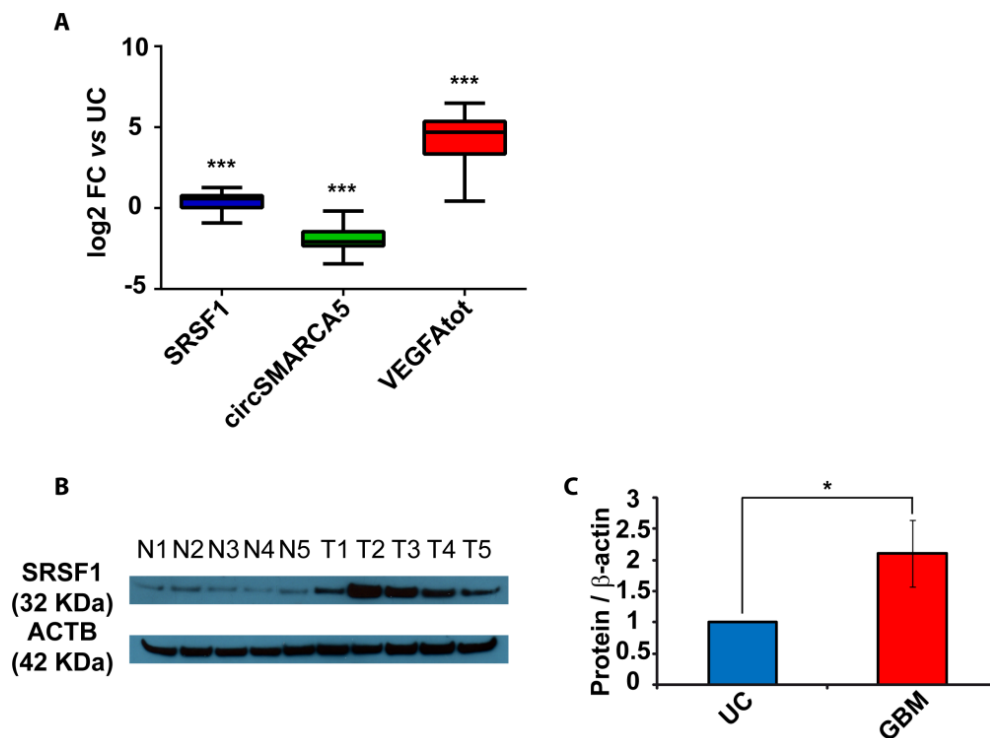 A
10
5
0
-5
log2 FC vs UC
***
***
***
SRSF1
circSMARCA5
VEGFAtot
B
N1 N2 N3 N4 N5 T1 T2 T3 T4 T5
SRSF1
(32 KDa)
ACTB
(42 KDa)
C
Protein / β-actin
3
2.5
2
1.5
1
0.5
0
*
UC
GBM